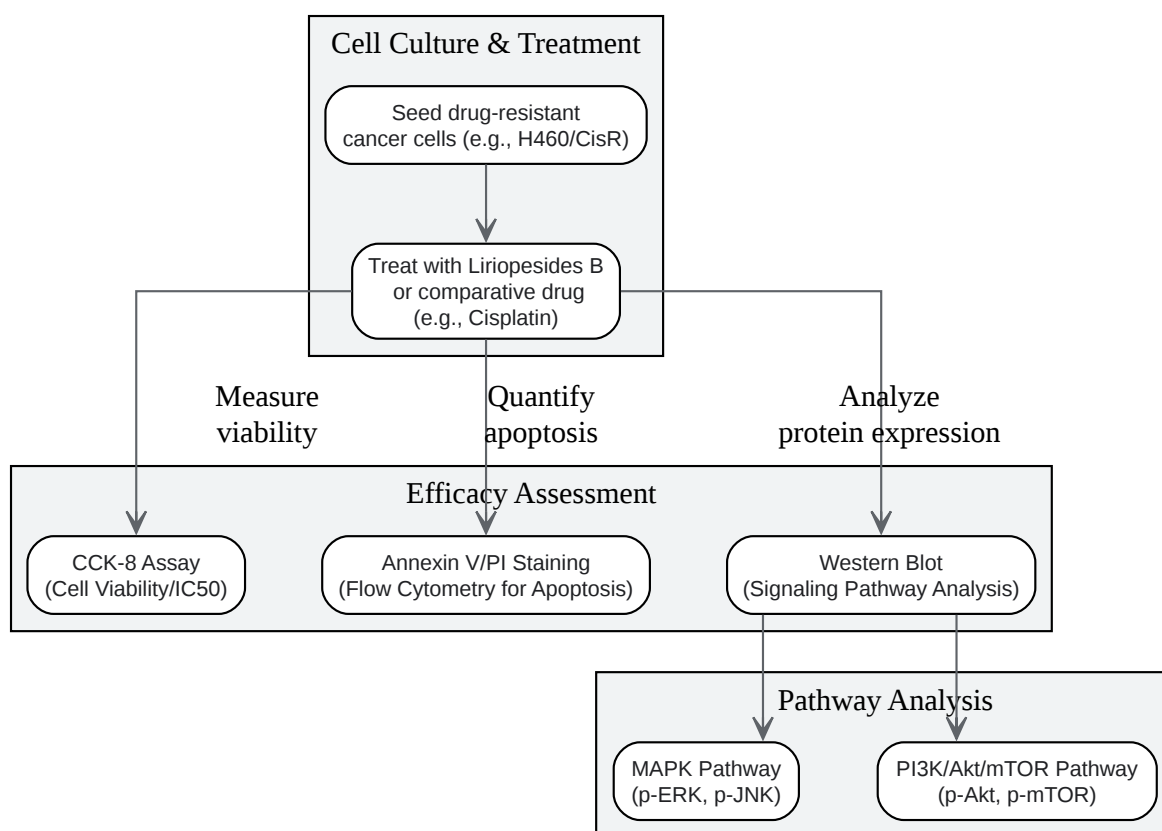 Cell Culture & Treatment
Seed drug-resistant
cancer cells (e.g., H460/CisR)
Treat with Liriopesides B
or comparative drug
(e.g., Cisplatin)
Measure
viability
Quantify
apoptosis
Analyze
protein expression
Efficacy Assessment
CCK-8 Assay
(Cell Viability/IC50)
Annexin V/PI Staining
(Flow Cytometry for Apoptosis)
Western Blot
(Signaling Pathway Analysis)
Pathway Analysis
MAPK Pathway
(p-ERK, p-JNK)
PI3K/Akt/mTOR Pathway
(p-Akt, p-mTOR)